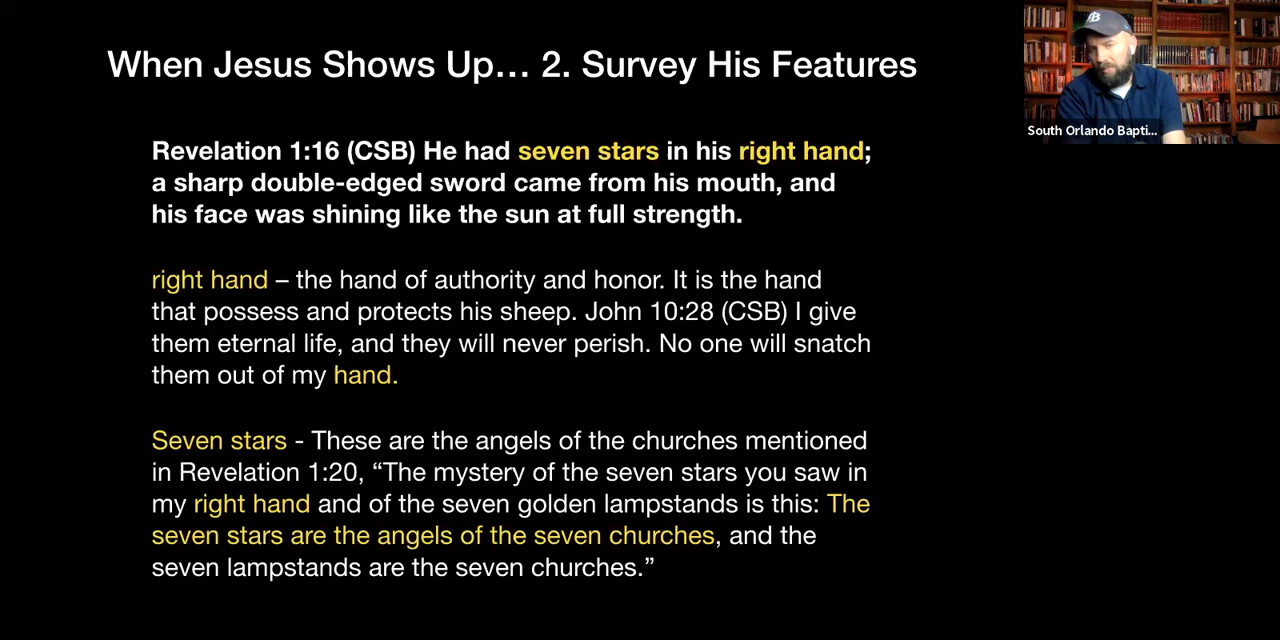 When Jesus Shows Up… 2. Survey His Features
South Orlando Bapti...
Revelation 1:16 (CSB) He had seven stars in his right hand;
a sharp double-edged sword came from his mouth, and
his face was shining like the sun at full strength.
right hand – the hand of authority and honor. It is the hand
that possess and protects his sheep. John 10:28 (CSB) I give
them eternal life, and they will never perish. No one will snatch
them out of my hand.
Seven stars - These are the angels of the churches mentioned
in Revelation 1:20, “The mystery of the seven stars you saw in
my right hand and of the seven golden lampstands is this: The
seven stars are the angels of the seven churches, and the
seven lampstands are the seven churches.”